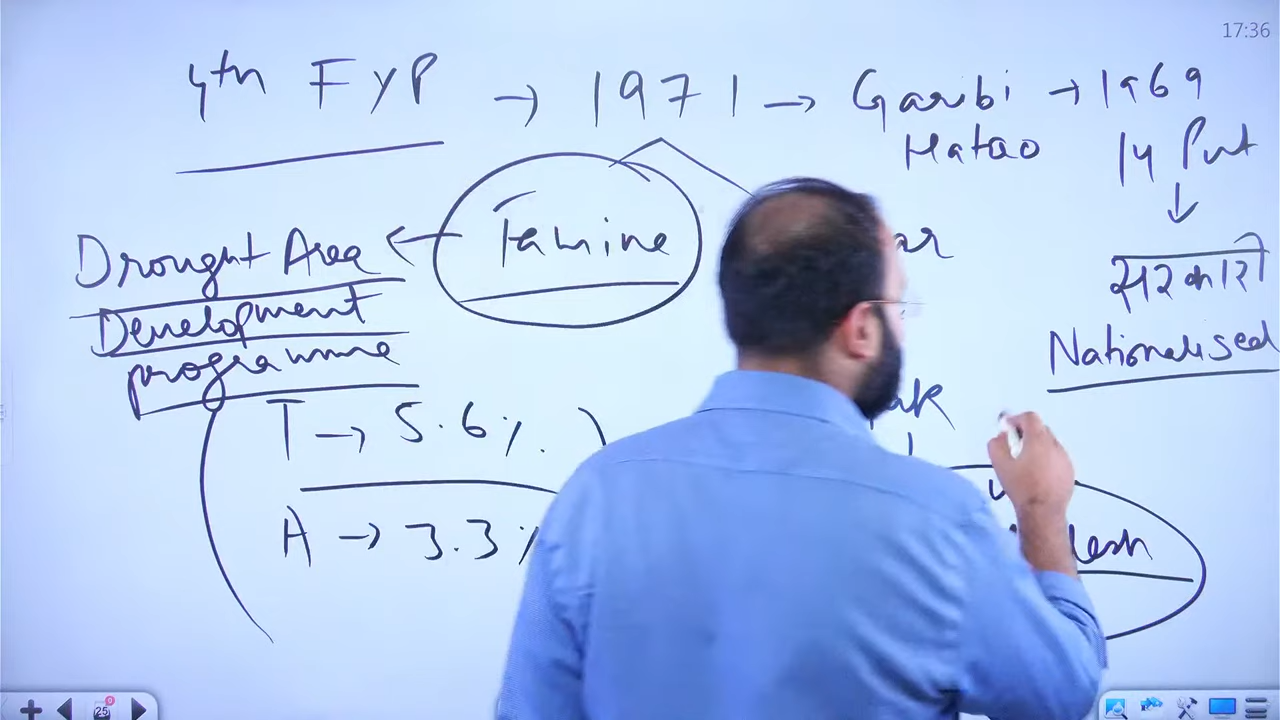 17:36
4th FYP → 1971 → Garibi → 1969
Hatao
14 Pvt
↓
Famine
Drought Area ←
Development
programme
Nationalised
T → 5.6%.
A → 3.3%
25